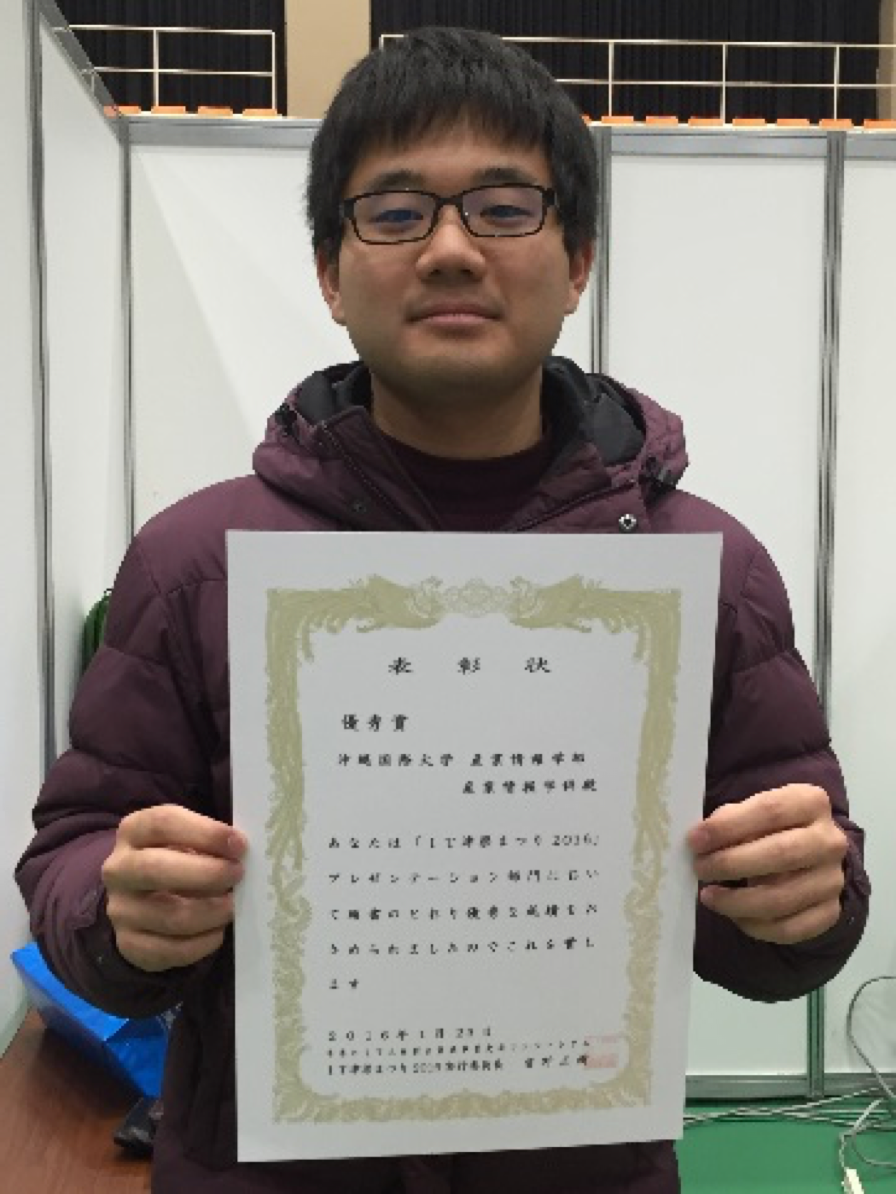 表彰状
優秀賞
沖縄国際大学 産業情報学部
産業情報学科殿
あなたは「IT津梁まつり2016」
プレゼンテーション部門におい
て頭書のとおり優秀な成績をお
さめられましたのでこれを賞し
ます
2016年1月29日
IT津梁まつり2016実行委員長